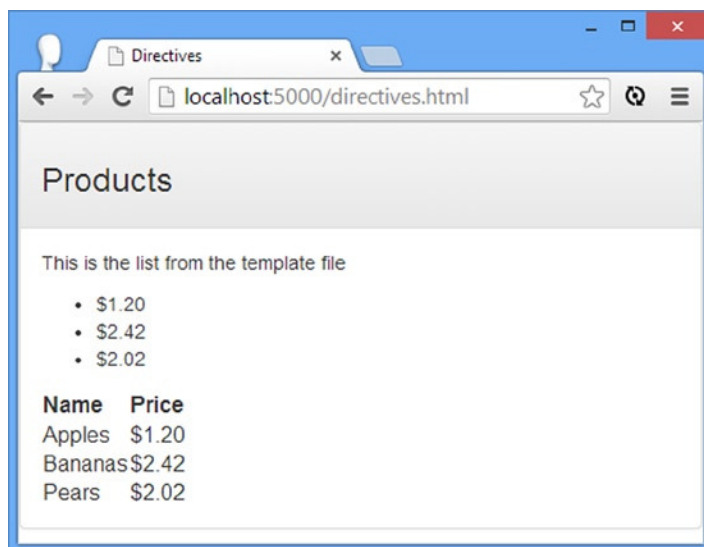 Directives
localhost:5000/directives.html
Products
This is the list from the template file
• $1.20
• $2.42
• $2.02
Name Price
Apples $1.20
Bananas $2.42
Pears $2.02